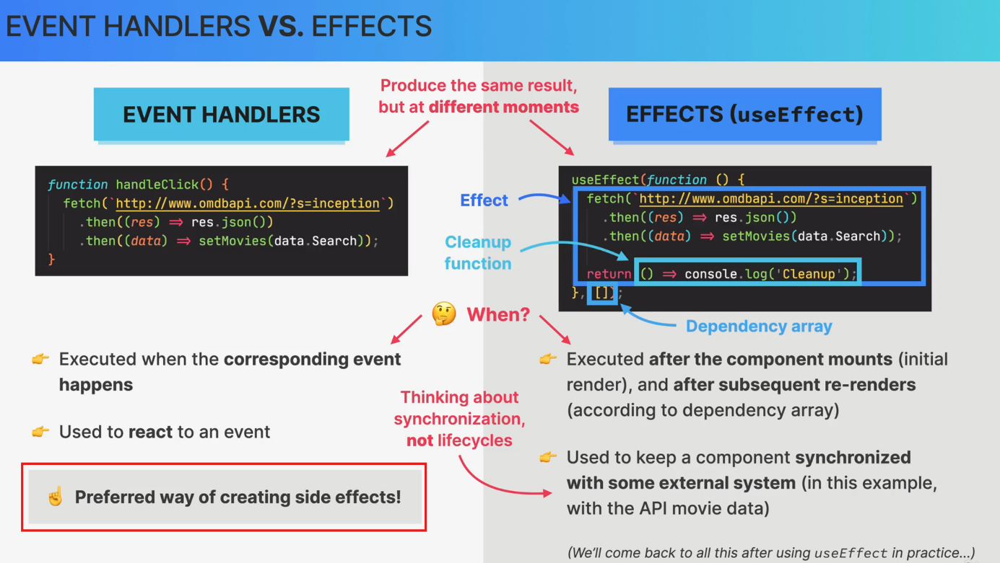 EVENT HANDLERS VS. EFFECTS
Produce the same result,
but at different moments
EVENT HANDLERS
function handleClick() {
fetch(`http://www.omdbapi.com/?s=inception`)
.then((res) ⇒ res.json())
.then((data) ⇒ setMovies(data.Search));
}
EFFECTS (useEffect)
useEffect(function () {
fetch(`http://www.omdbapi.com/?s=inception`)
.then((res) ⇒ res.json())
.then((data) ⇒ setMovies(data.Search));
return () ⇒ console.log('Cleanup');
}, []);
Effect
Cleanup
function
Dependency array
🤔 When?
👉 Executed when the corresponding event
happens
👉 Used to react to an event
☝️ Preferred way of creating side effects!
Thinking about
synchronization,
not lifecycles
👉 Executed after the component mounts (initial
render), and after subsequent re-renders
(according to dependency array)
👉 Used to keep a component synchronized
with some external system (in this example,
with the API movie data)
(We'll come back to all this after using useEffect in practice…)